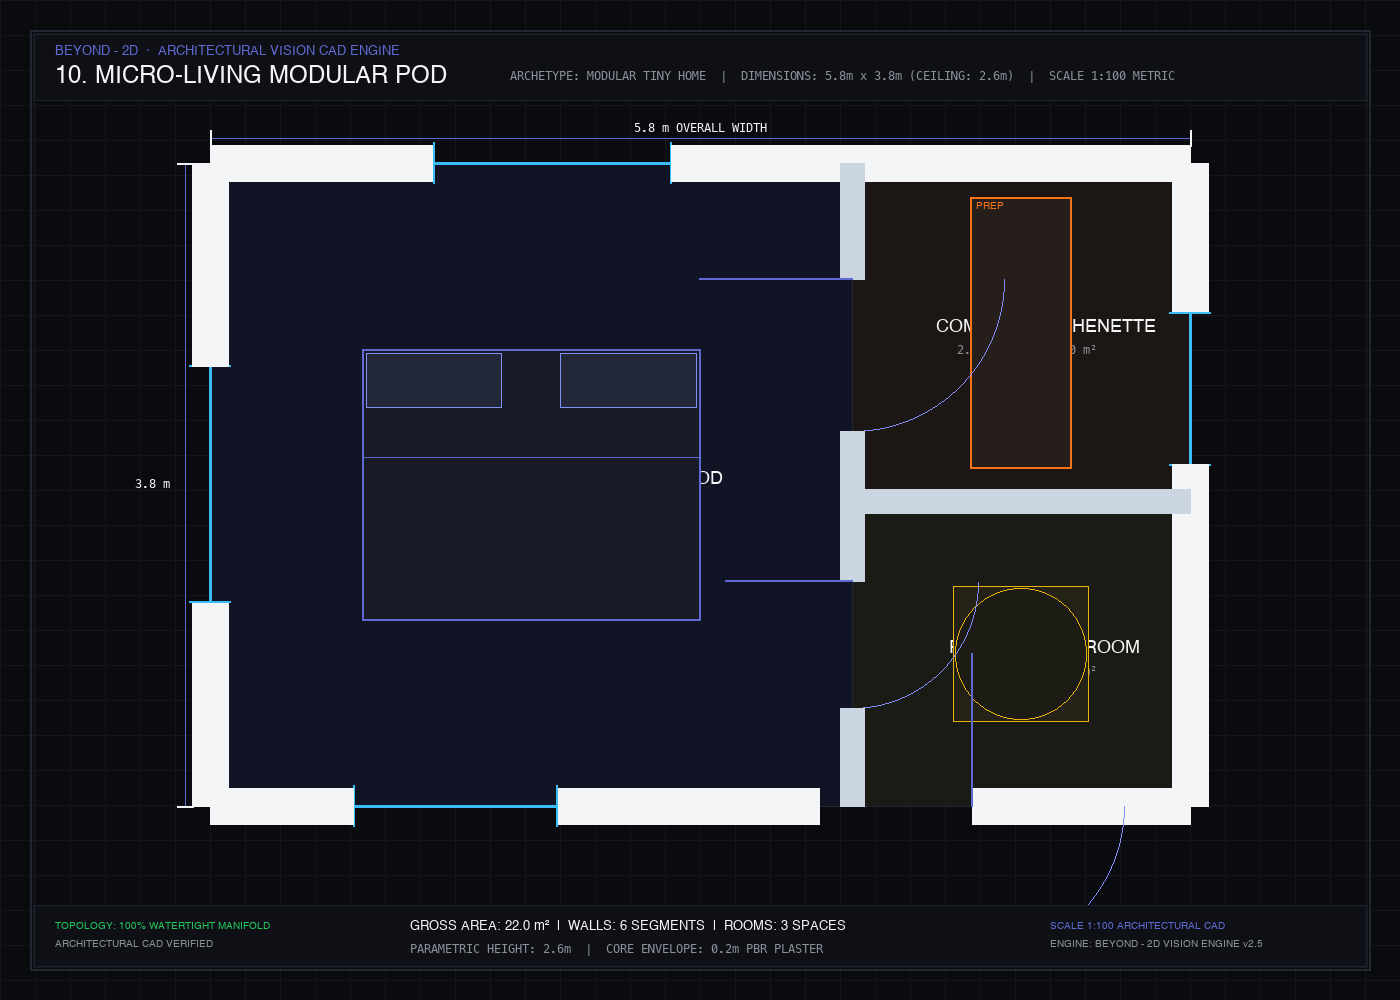 BEYOND - 2D · ARCHITECTURAL VISION CAD ENGINE
10. MICRO-LIVING MODULAR POD
ARCHETYPE: MODULAR TINY HOME | DIMENSIONS: 5.8m x 3.8m (CEILING: 2.6m) | SCALE 1:100 METRIC
5.8 m OVERALL WIDTH
PREP
HENETTE
m²
3.8 m
ROOM
TOPOLOGY: 100% WATERTIGHT MANIFOLD
ARCHITECTURAL CAD VERIFIED
GROSS AREA: 22.0 m² | WALLS: 6 SEGMENTS | ROOMS: 3 SPACES
PARAMETRIC HEIGHT: 2.6m | CORE ENVELOPE: 0.2m PBR PLASTER
SCALE 1:100 ARCHITECTURAL CAD
ENGINE: BEYOND - 2D VISION ENGINE v2.5